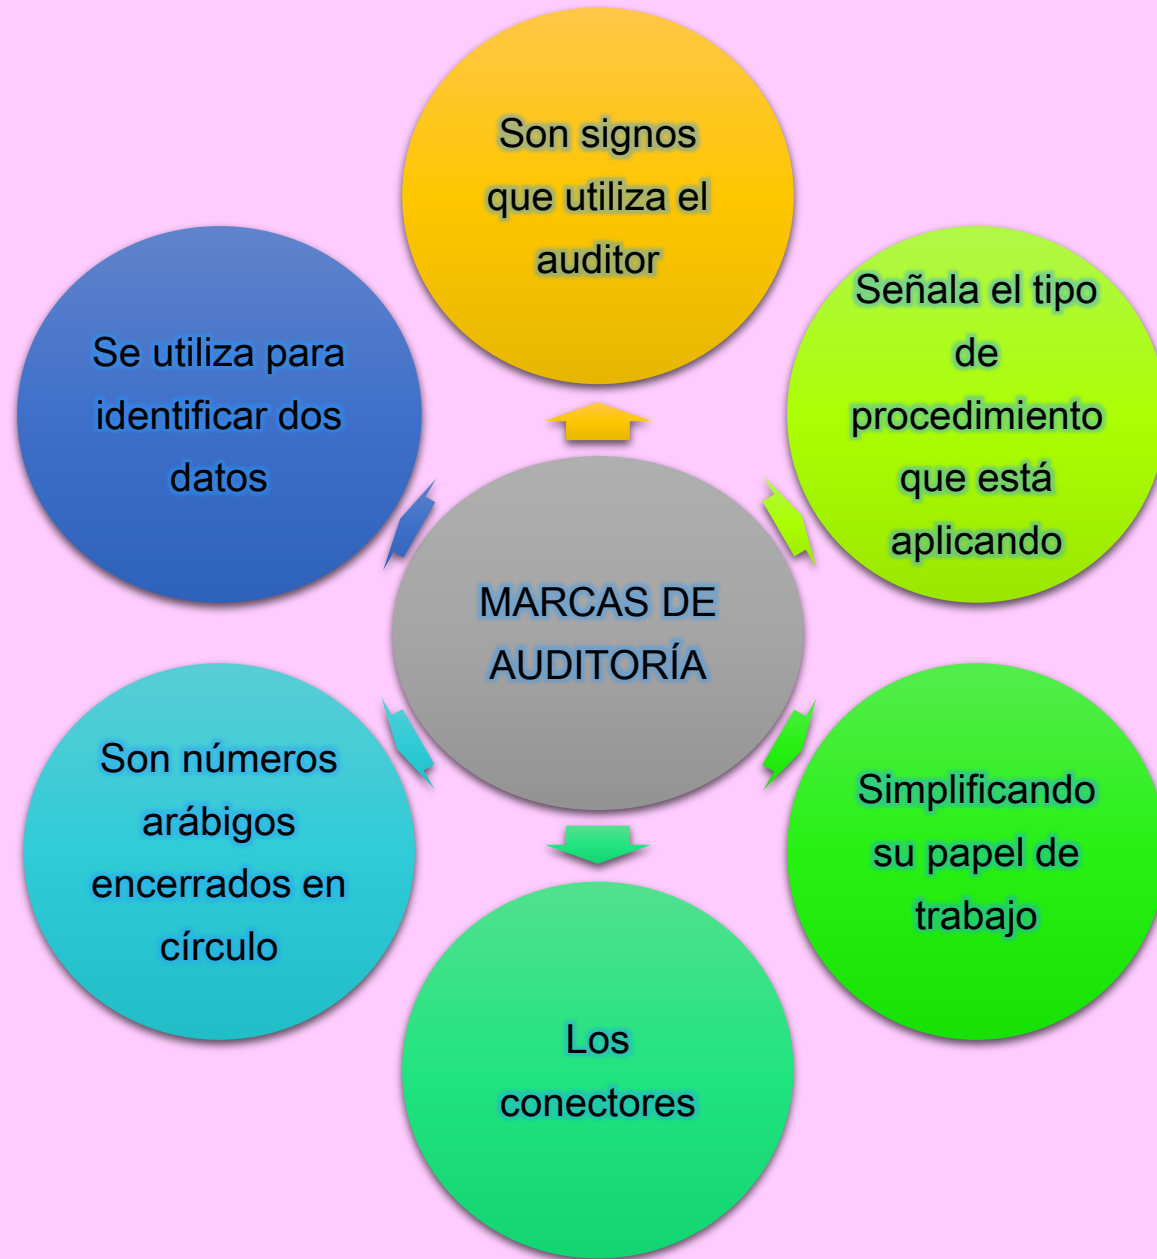 Son signos
que utiliza el
auditor
Señala el tipo
de
procedimiento
que está
aplicando
Simplificando
su papel de
trabajo
Los
conectores
Son números
arábigos
encerrados en
círculo
Se utiliza para
identificar dos
datos
MARCAS DE
AUDITORÍA